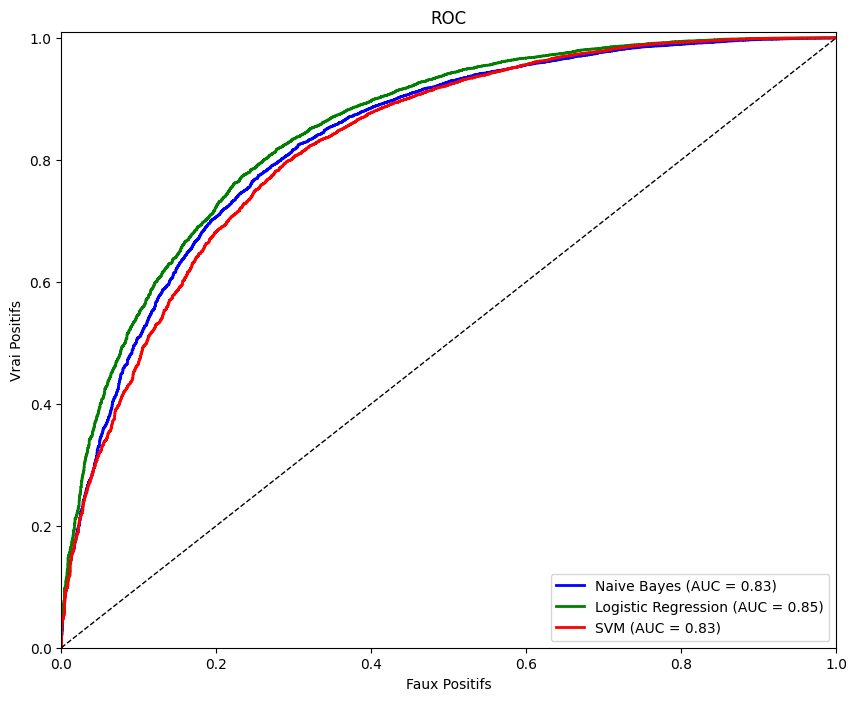 ROC
1.0
0.8
0.6
0.4
0.2
0.0
Vrai Positifs
0.0 0.2 0.4 0.6 0.8 1.0
Faux Positifs
Naive Bayes (AUC = 0.83)
Logistic Regression (AUC = 0.85)
SVM (AUC = 0.83)